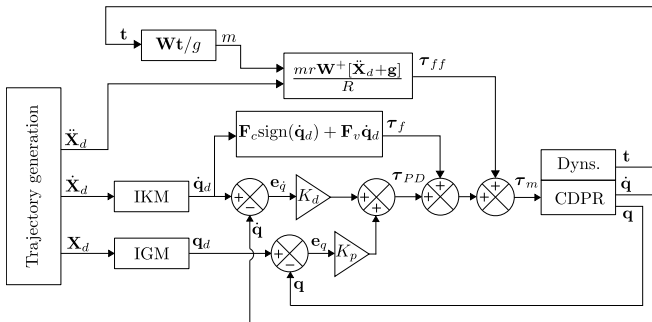 t
Wt/g
m
mrW⁺[Ẍ_d+g]
R
τ_ff
Trajectory generation
Ẍ_d
F_c sign(q̇_d) + F_v q̇_d
τ_f
Ẋ_d
IKM
q̇_d
+
−
e_q̇
K_d
+
+
τ_PD
+
+
+
+
τ_m
Dyns.
CDPR
t
q̇
q
q̇
X_d
IGM
q_d
+
−
e_q
K_p
q